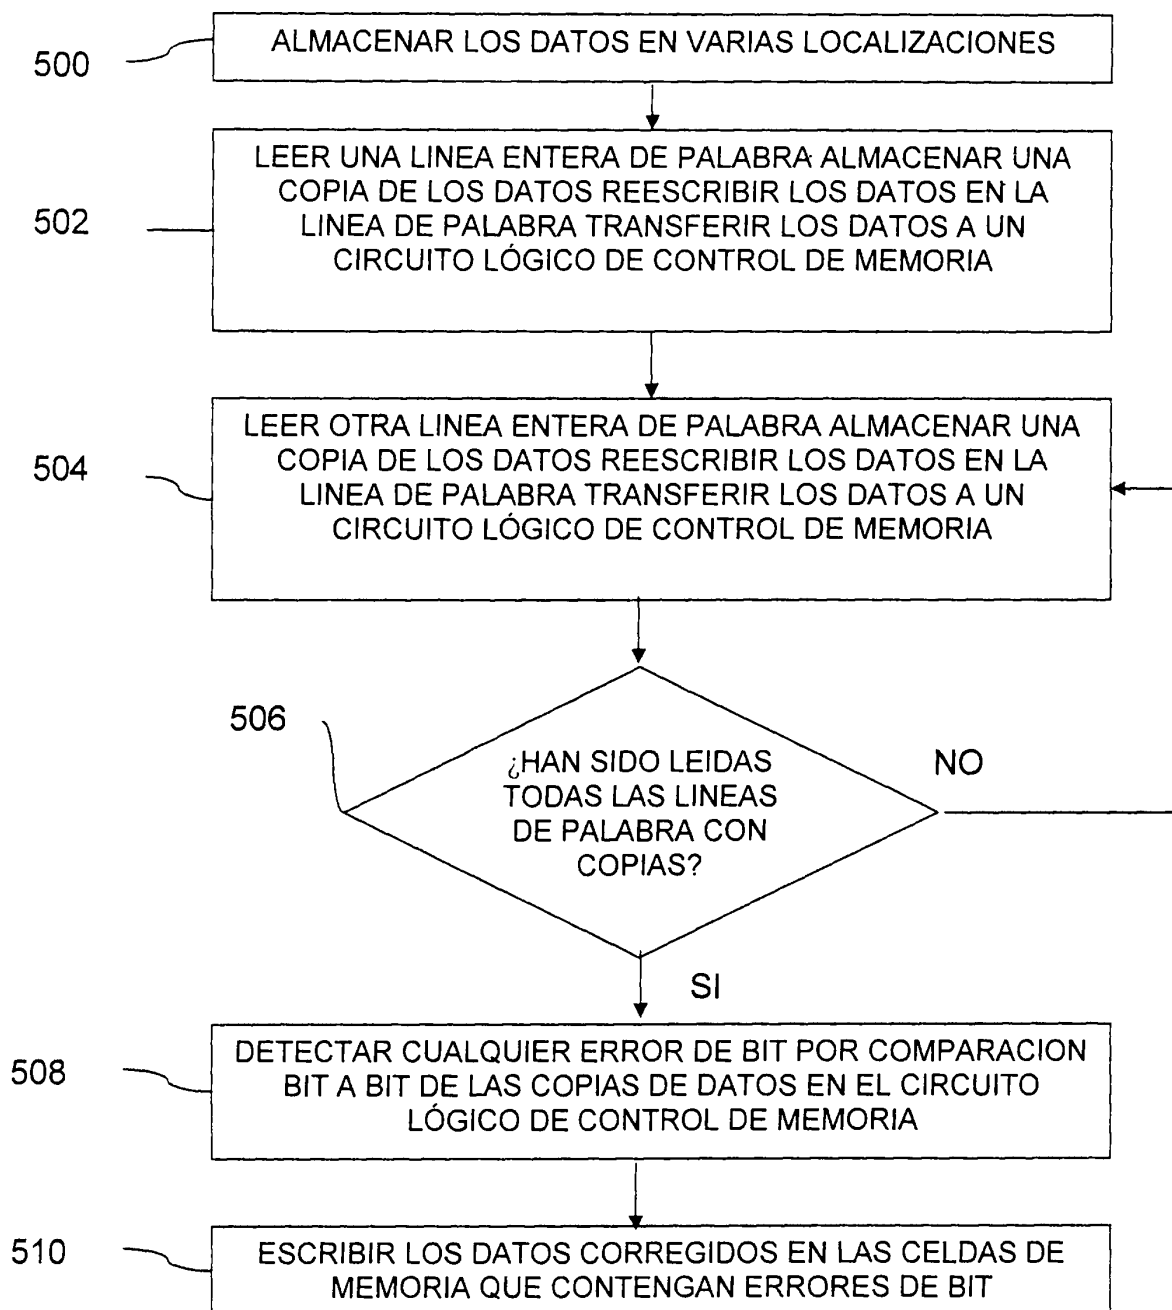 500
ALMACENAR LOS DATOS EN VARIAS LOCALIZACIONES
502
LEER UNA LINEA ENTERA DE PALABRA ALMACENAR UNA
COPIA DE LOS DATOS REESCRIBIR LOS DATOS EN LA
LINEA DE PALABRA TRANSFERIR LOS DATOS A UN
CIRCUITO LÓGICO DE CONTROL DE MEMORIA
504
LEER OTRA LINEA ENTERA DE PALABRA ALMACENAR UNA
COPIA DE LOS DATOS REESCRIBIR LOS DATOS EN LA
LINEA DE PALABRA TRANSFERIR LOS DATOS A UN
CIRCUITO LÓGICO DE CONTROL DE MEMORIA
506
¿HAN SIDO LEIDAS
TODAS LAS LINEAS
DE PALABRA CON
COPIAS?
NO
SI
508
DETECTAR CUALQUIER ERROR DE BIT POR COMPARACION
BIT A BIT DE LAS COPIAS DE DATOS EN EL CIRCUITO
LÓGICO DE CONTROL DE MEMORIA
510
ESCRIBIR LOS DATOS CORREGIDOS EN LAS CELDAS DE
MEMORIA QUE CONTENGAN ERRORES DE BIT